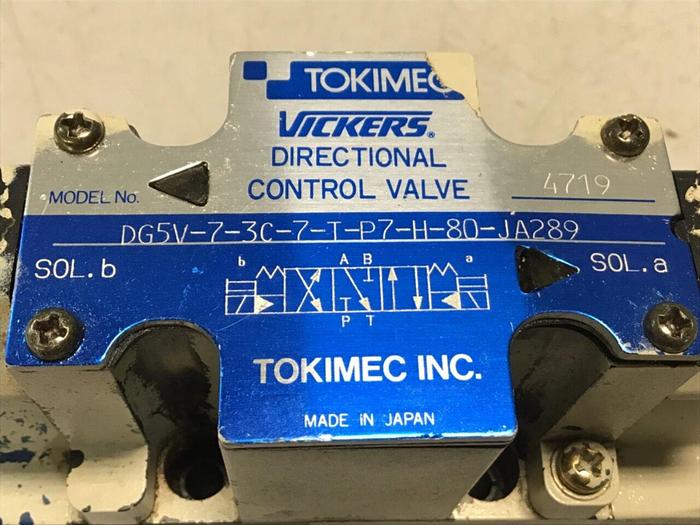 TOKIMEC
VICKERS®
DIRECTIONAL
CONTROL VALVE
4719
MODEL No.
DG5V-7-3C-7-T-P7-H-80-JA289
SOL.b
SOL.a
b A B a
T
P T
TOKIMEC INC.
MADE iN JAPAN